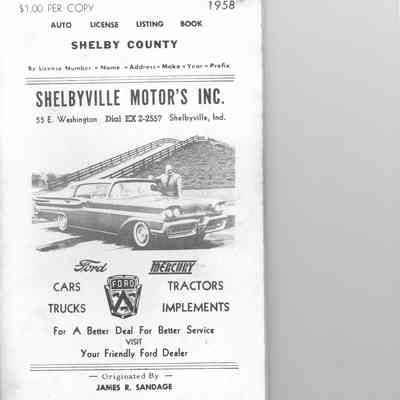 $1.00 PER COPY 1958
AUTO LICENSE LISTING BOOK
SHELBY COUNTY
By License Number • Name • Address • Make • Year • Prefix
SHELBYVILLE MOTOR'S INC.
55 E. Washington Dial EX 2-2557 Shelbyville, Ind.
Ford MERCURY
FORD
CARS TRACTORS
TRUCKS IMPLEMENTS
For A Better Deal For Better Service
VISIT
Your Friendly Ford Dealer
— Originated By —
JAMES R. SANDAGE